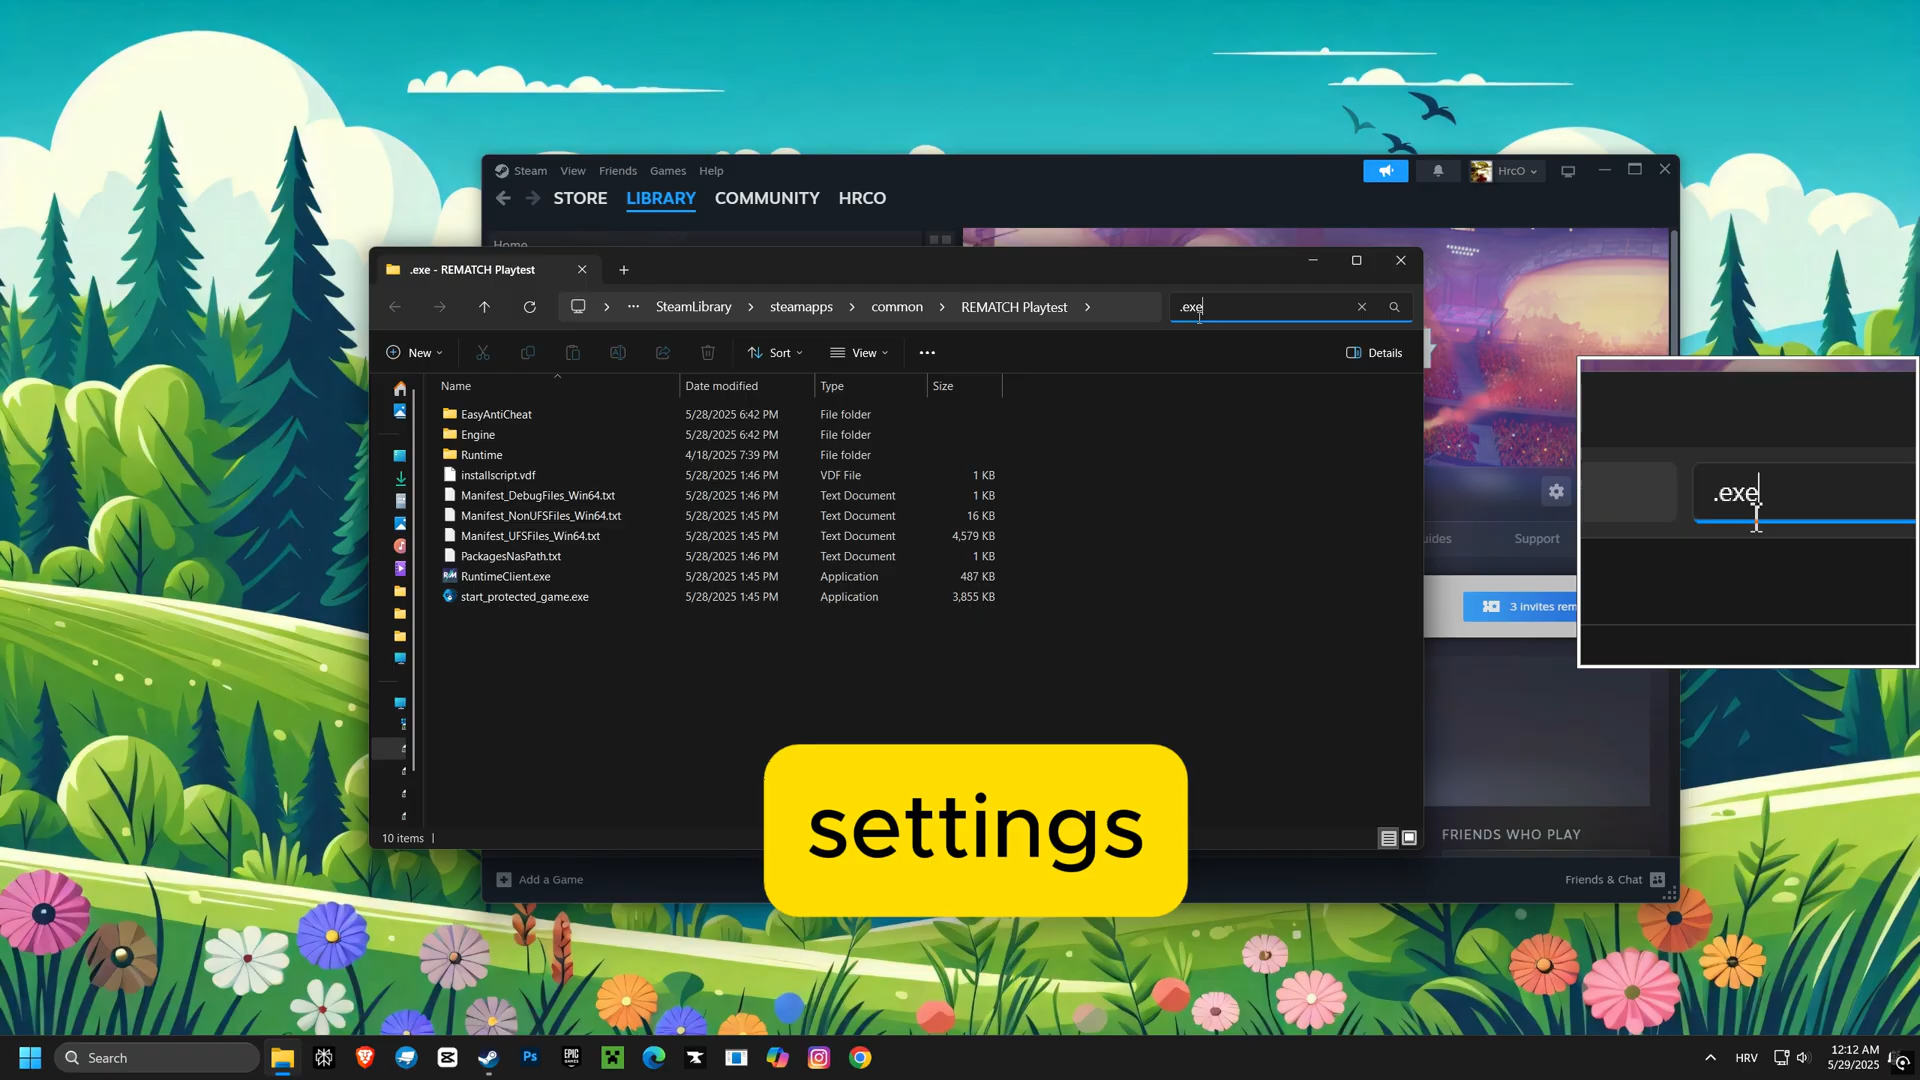 Steam View Friends Games Help
HrcO
STORE LIBRARY COMMUNITY HRCO
Home
.exe - REMATCH Playtest
SteamLibrary steamapps common REMATCH Playtest
.exe
New Sort View Details
Name Date modified Type Size
EasyAntiCheat 5/28/2025 6:42 PM File folder
Engine 5/28/2025 6:42 PM File folder
Runtime 4/18/2025 7:39 PM File folder
installscript.vdf 5/28/2025 1:46 PM VDF File 1 KB
Manifest_DebugFiles_Win64.txt 5/28/2025 1:46 PM Text Document 1 KB
Manifest_NonUFSFiles_Win64.txt 5/28/2025 1:45 PM Text Document 16 KB
Manifest_UFSFiles_Win64.txt 5/28/2025 1:45 PM Text Document 4,579 KB
PackagesNasPath.txt 5/28/2025 1:46 PM Text Document 1 KB
RuntimeClient.exe 5/28/2025 1:45 PM Application 487 KB
start_protected_game.exe 5/28/2025 1:45 PM Application 3,855 KB
.exe
uides Support
3 invites rem
settings
FRIENDS WHO PLAY
10 items
Add a Game
Friends & Chat
Search
Ps
EPIC GAMES
HRV
12:12 AM
5/29/2025